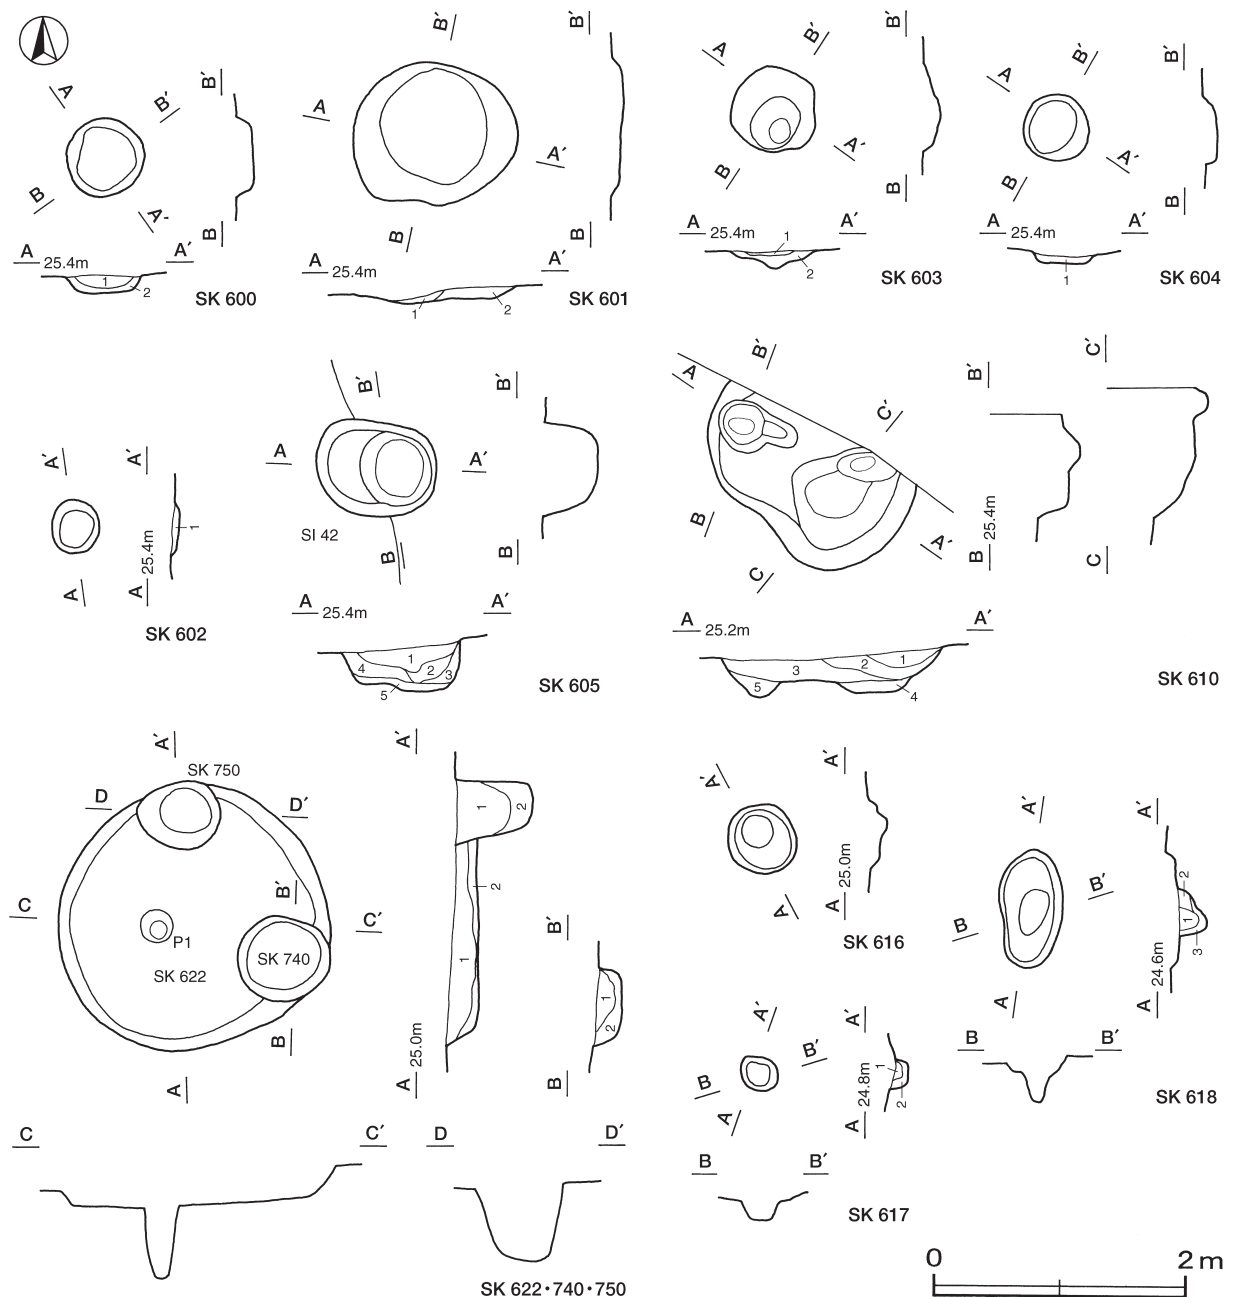 A
B'
B
A'
B'
B
A 25.4m A'
1
2
SK 600
B'
A
A'
B
B'
B
A 25.4m A'
1
2
SK 601
A
B'
A'
B
B'
B
A 25.4m A'
1
2
SK 603
A
B'
A'
B
B'
B
A 25.4m A'
1
SK 604
A'
A
A'
A 25.4m
1
SK 602
B'
A
A'
SI 42
B
B'
B
A 25.4m A'
1
2
3
4
5
SK 605
A
B'
C'
B
C
A'
B'
B 25.4m
C'
C
A 25.2m A'
1
2
3
4
5
SK 610
A'
SK 750
D
D'
B'
C
C'
P1
SK 622
SK 740
B
A
A'
1
2
2
1
A 25.0m
B'
1
2
B
C
C'
D
D'
SK 622・740・750
A'
A
A'
A 25.0m
SK 616
A'
B'
B
A
A'
2
1
3
A 24.6m
B
B'
SK 618
A'
B'
B
A
A'
1
2
A 24.8m
B
B'
SK 617
0 2 m